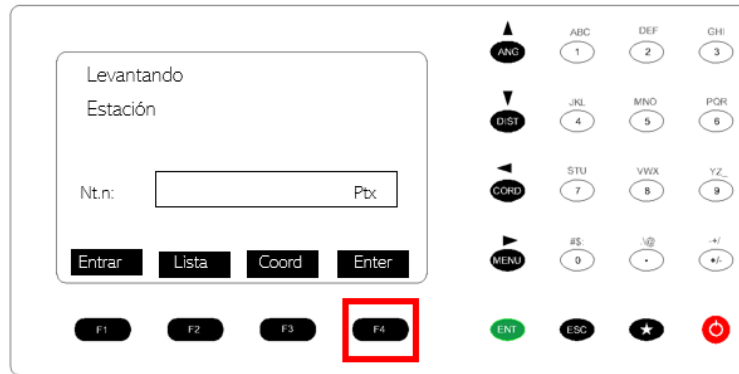 Levantando
Estación
Nt.n: Ptx
Entrar Lista Coord Enter
F1 F2 F3 F4
ABC DEF GHI
ANG 1 2 3
JKL MNO PQR
DIST 4 5 6
STU VWX YZ_
CORD 7 8 9
#$: .\@ -+/
MENU 0 . +/-
ENT ESC